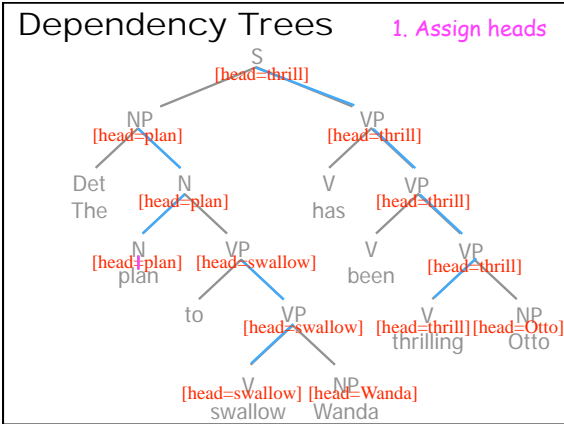 Dependency Trees
1. Assign heads
S
[head=thrill]
NP VP
[head=plan] [head=thrill]
Det N V VP
The [head=plan] has [head=thrill]
N VP V VP
[head=plan] [head=swallow] been [head=thrill]
plan
to VP V NP
[head=swallow] [head=thrill] [head=Otto]
thrilling Otto
V NP
[head=swallow] [head=Wanda]
swallow Wanda